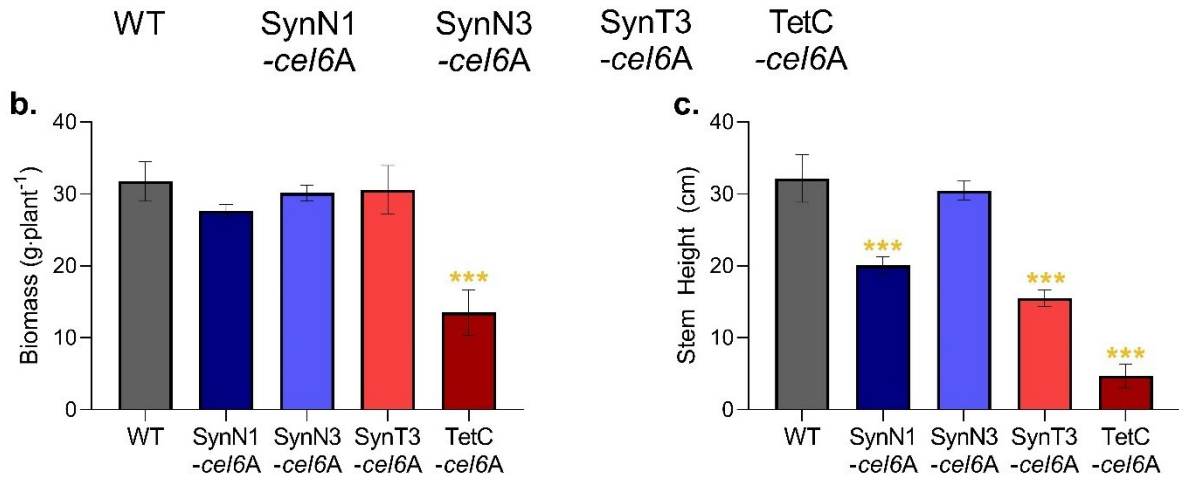 WT SynN1 SynN3 SynT3 TetC
-cel6A -cel6A -cel6A -cel6A
b.
40
30
20
10
0
Biomass (g·plant⁻¹)
***
WT SynN1 SynN3 SynT3 TetC
-cel6A -cel6A -cel6A -cel6A
c.
40
30
20
10
0
Stem Height (cm)
***
***
***
WT SynN1 SynN3 SynT3 TetC
-cel6A -cel6A -cel6A -cel6A